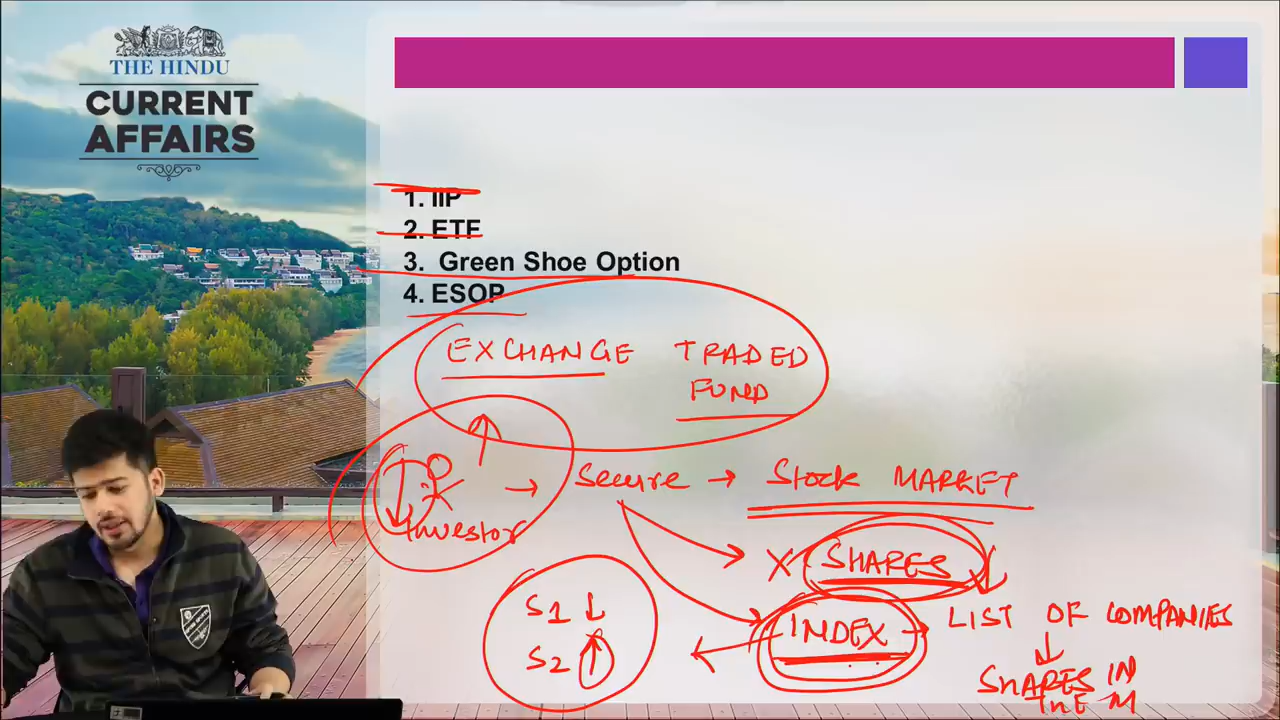 THE HINDU
CURRENT
AFFAIRS
1. IIP
2. ETF
3. Green Shoe Option
4. ESOP
EXCHANGE TRADED
FUND
Investor → Secure → Stock MARKET
X SHARES ↓
S1 ↓
S2 ↑
INDEX → LIST OF COMPANIES
↓
SHARES IN
THE M